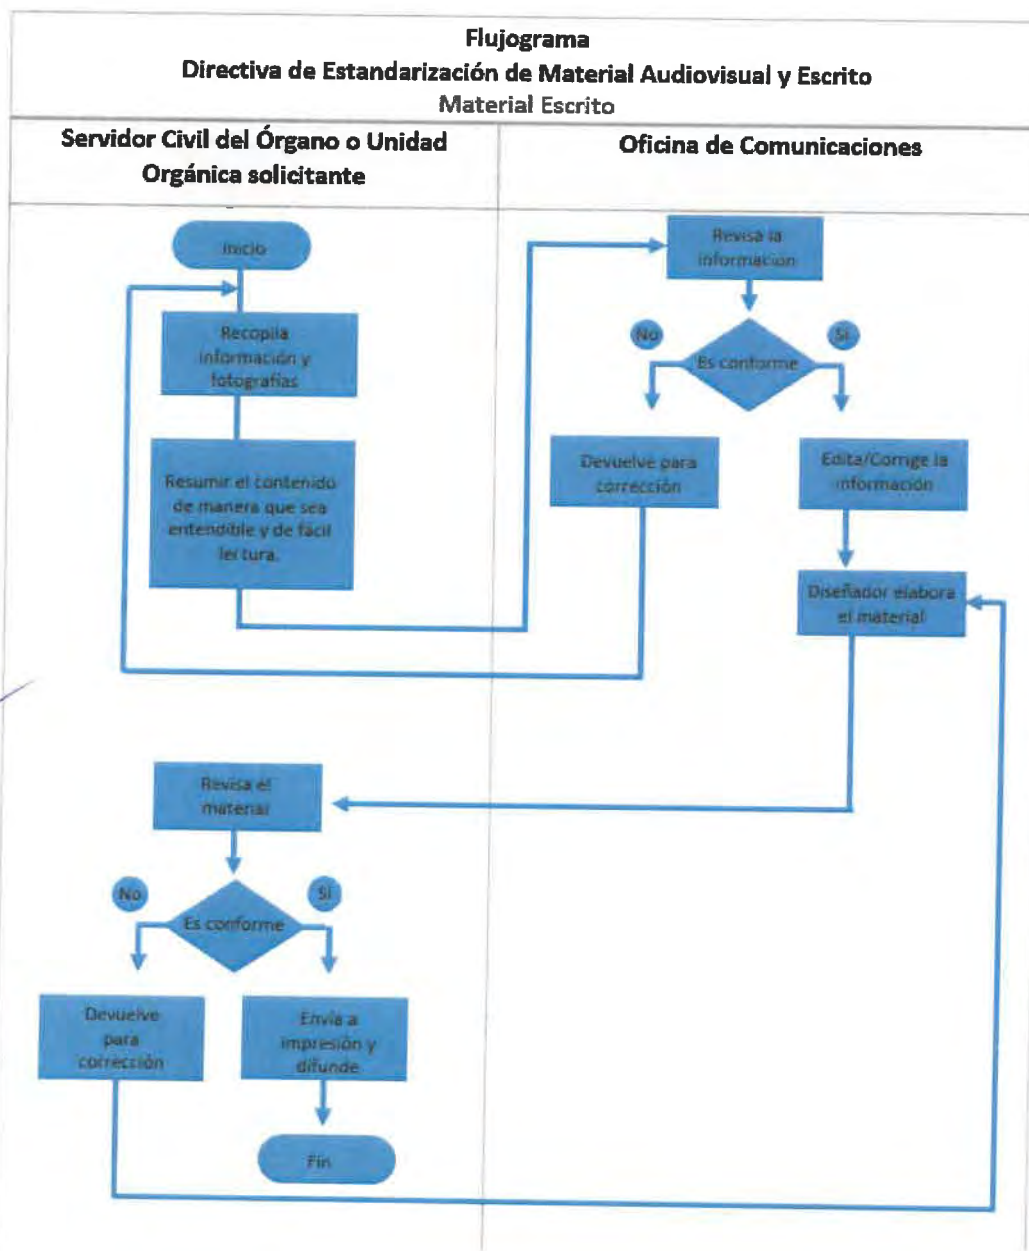 Flujograma
Directiva de Estandarización de Material Audiovisual y Escrito
Material Escrito
Servidor Civil del Órgano o Unidad
Orgánica solicitante
Oficina de Comunicaciones
Inicio
Recopila
información y
fotografías
Resumir el contenido
de manera que sea
entendible y de fácil
lectura.
Revisa la
información
No
Si
Es conforme
Devuelve para
corrección
Edita/Corrige la
información
Diseñador elabora
el material
Revisa el
material
No
Si
Es conforme
Devuelve
para
corrección
Envía a
impresión y
difunde
Fin